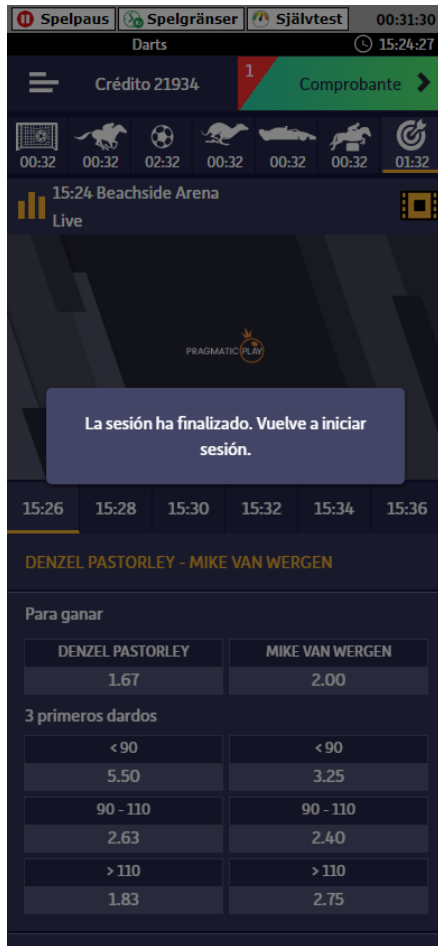 Spelpaus Spelgränser Självtest 00:31:30
Darts 15:24:27
Crédito 21934 1 Comprobante
00:32 00:32 02:32 00:32 00:32 00:32 01:32
15:24 Beachside Arena
Live
PRAGMATIC PLAY
La sesión ha finalizado. Vuelve a iniciar
sesión.
15:26 15:28 15:30 15:32 15:34 15:36
DENZEL PASTORLEY - MIKE VAN WERGEN
Para ganar
DENZEL PASTORLEY MIKE VAN WERGEN
1.67 2.00
3 primeros dardos
< 90 < 90
5.50 3.25
90 - 110 90 - 110
2.63 2.40
> 110 > 110
1.83 2.75